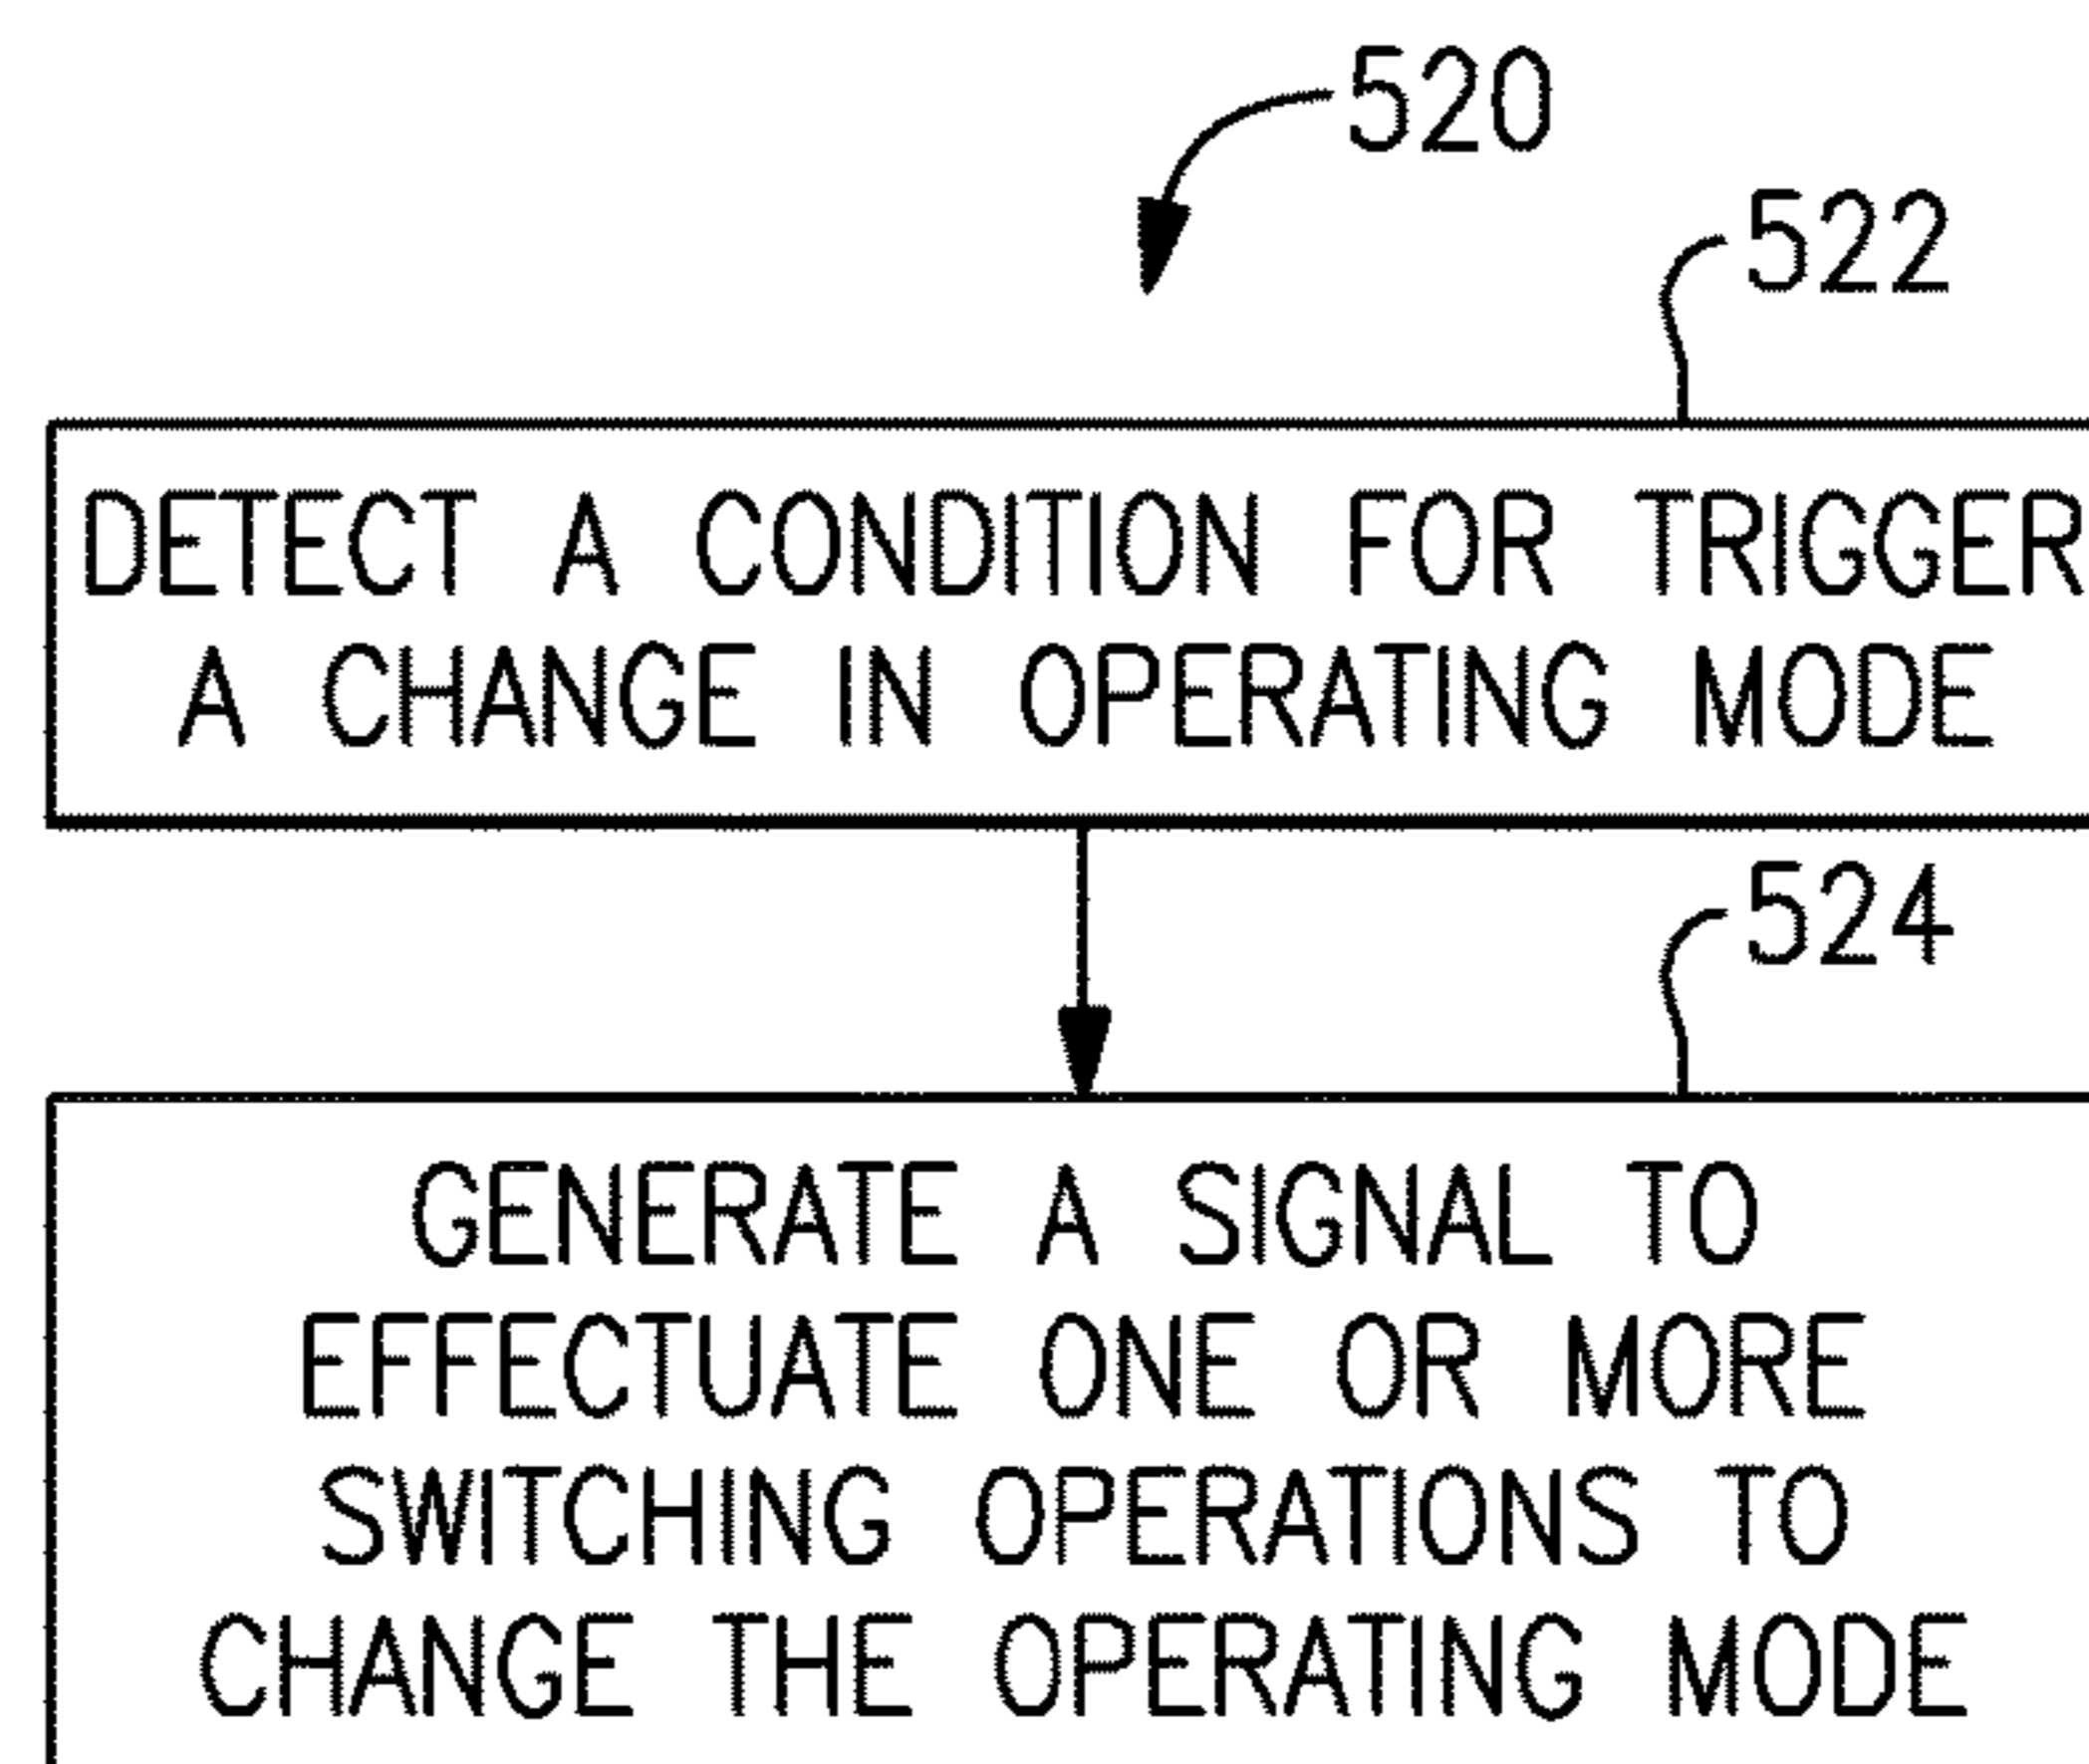 520
522
DETECT A CONDITION FOR TRIGGER
A CHANGE IN OPERATING MODE
524
GENERATE A SIGNAL TO
EFFECTUATE ONE OR MORE
SWITCHING OPERATIONS TO
CHANGE THE OPERATING MODE